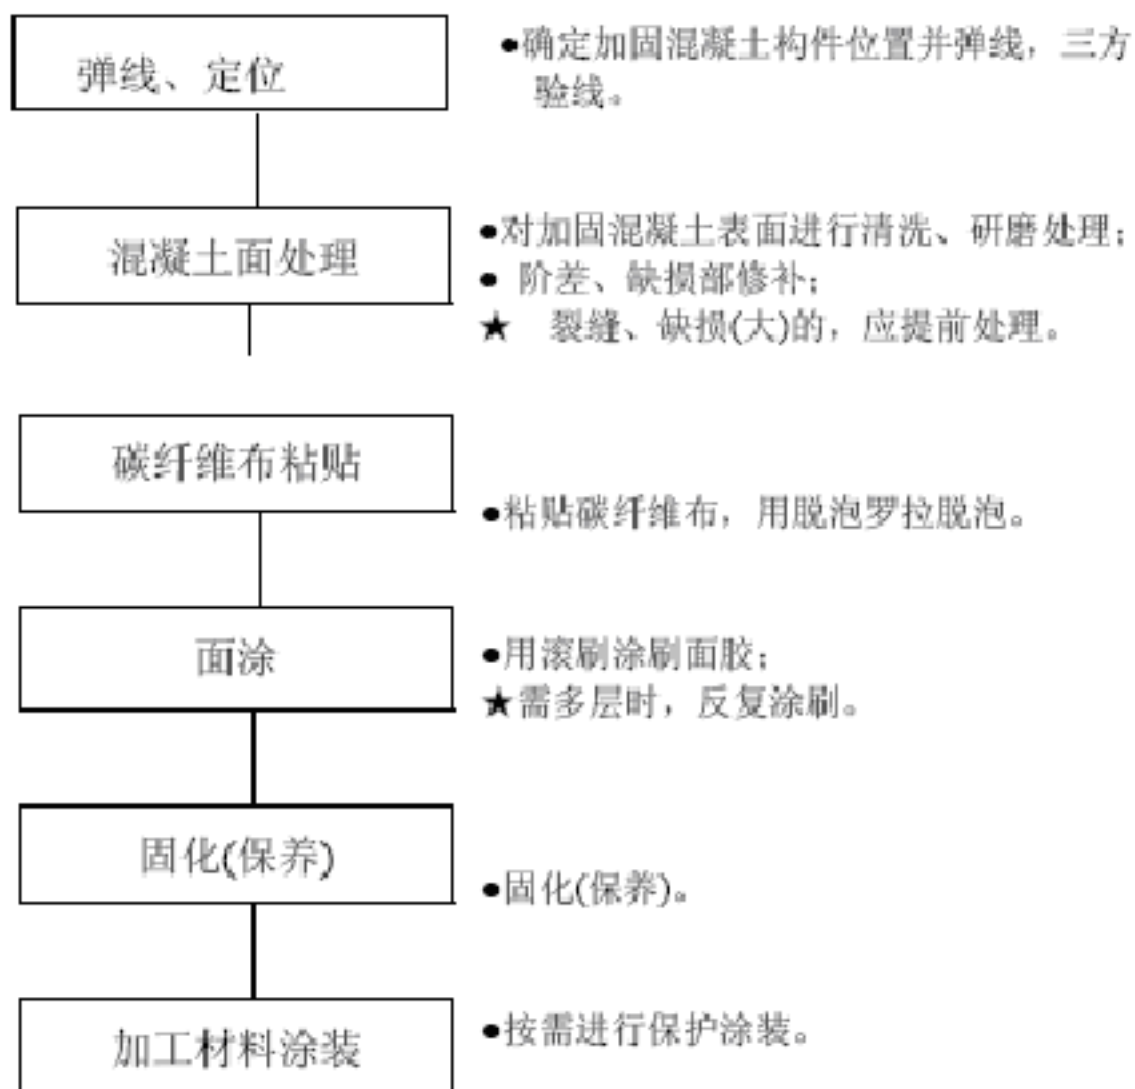 弹线、定位
●确定加固混凝土构件位置并弹线，三方
验线。
混凝土面处理
●对加固混凝土表面进行清洗、研磨处理；
● 阶差、缺损部修补；
★ 裂缝、缺损(大)的，应提前处理。
碳纤维布粘贴
●粘贴碳纤维布，用脱泡罗拉脱泡。
面涂
●用滚刷涂刷面胶；
★需多层时，反复涂刷。
固化(保养)
●固化(保养)。
加工材料涂装
●按需进行保护涂装。